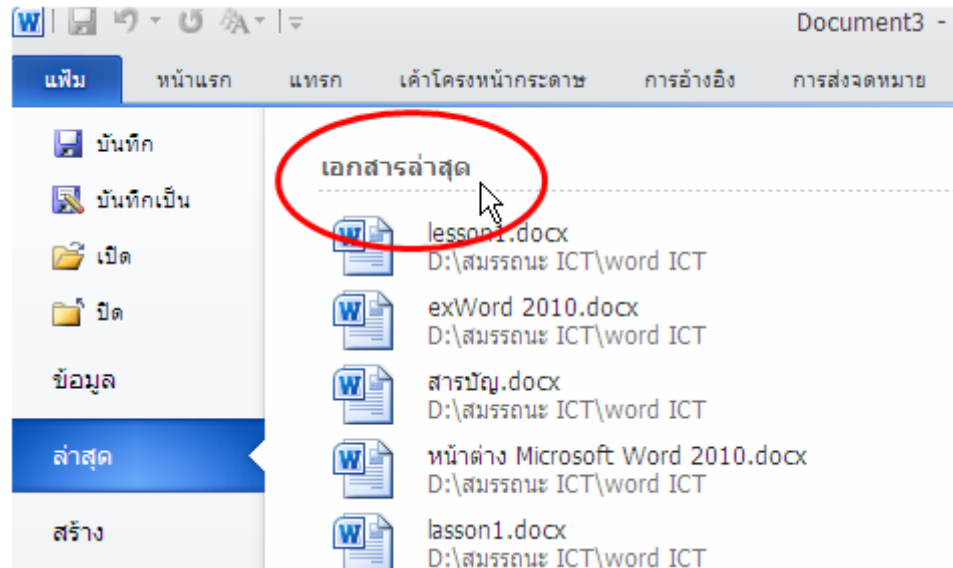 Document3 -
แฟ้ม หน้าแรก แทรก เค้าโครงหน้ากระดาษ การอ้างอิง การส่งจดหมาย
บันทึก
บันทึกเป็น
เปิด
ปิด
ข้อมูล
ล่าสุด
สร้าง
เอกสารล่าสุด
lesson1.docx
D:\สมรรถนะ ICT\word ICT
exWord 2010.docx
D:\สมรรถนะ ICT\word ICT
สารบัญ.docx
D:\สมรรถนะ ICT\word ICT
หน้าต่าง Microsoft Word 2010.docx
D:\สมรรถนะ ICT\word ICT
lasson1.docx
D:\สมรรถนะ ICT\word ICT